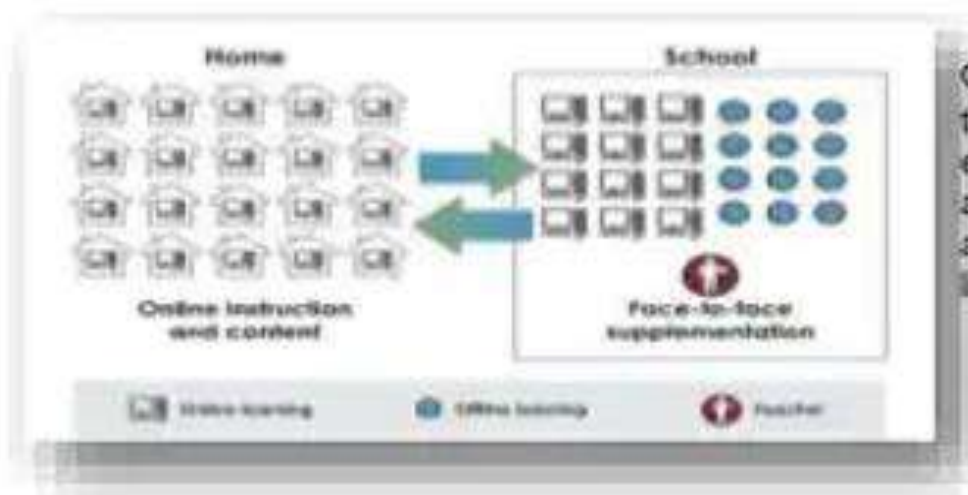 Home
School
Online instruction
and content
Face-to-face
supplementation
Online learning
Offline learning
Teacher